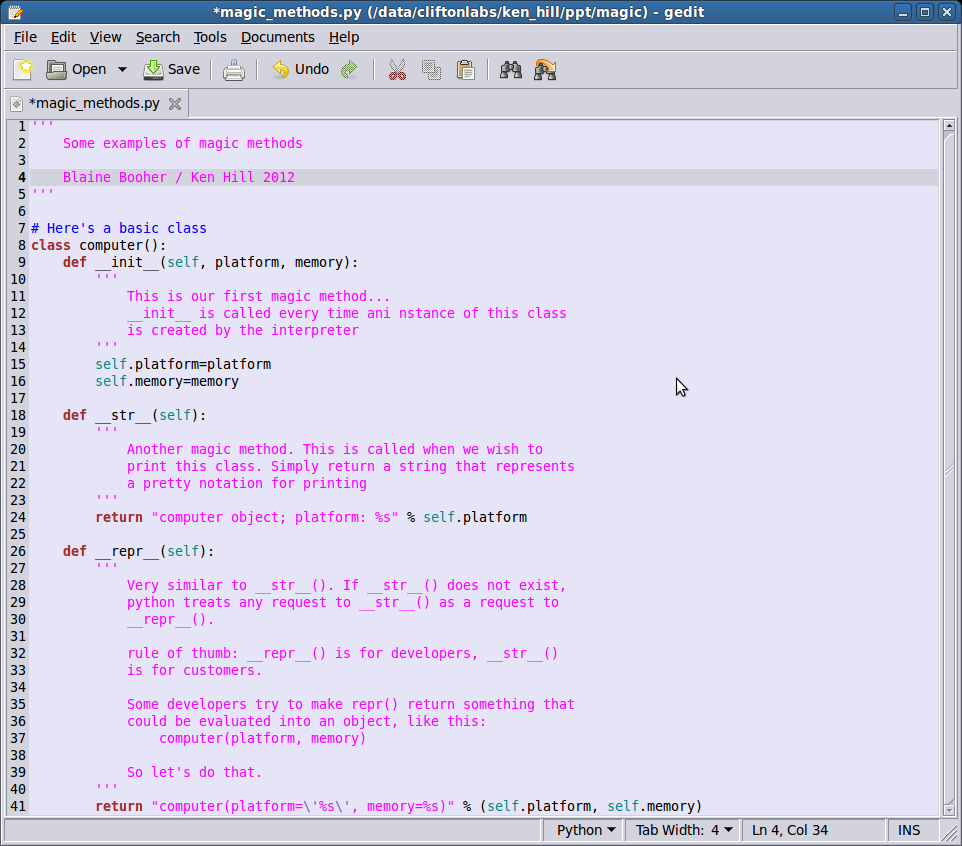 *magic_methods.py (/data/cliftonlabs/ken_hill/ppt/magic) - gedit
File Edit View Search Tools Documents Help
Open Save Undo
*magic_methods.py
1 '''
2     Some examples of magic methods
3
4     Blaine Booher / Ken Hill 2012
5 '''
6
7 # Here's a basic class
8 class computer():
9     def __init__(self, platform, memory):
10         '''
11             This is our first magic method...
12             __init__ is called every time ani nstance of this class
13             is created by the interpreter
14         '''
15         self.platform=platform
16         self.memory=memory
17
18     def __str__(self):
19         '''
20             Another magic method. This is called when we wish to
21             print this class. Simply return a string that represents
22             a pretty notation for printing
23         '''
24         return "computer object; platform: %s" % self.platform
25
26     def __repr__(self):
27         '''
28             Very similar to __str__(). If __str__() does not exist,
29             python treats any request to __str__() as a request to
30             __repr__().
31
32             rule of thumb: __repr__() is for developers, __str__()
33             is for customers.
34
35             Some developers try to make repr() return something that
36             could be evaluated into an object, like this:
37                 computer(platform, memory)
38
39             So let's do that.
40         '''
41         return "computer(platform=\'%s\', memory=%s)" % (self.platform, self.memory)
Python Tab Width: 4 Ln 4, Col 34 INS